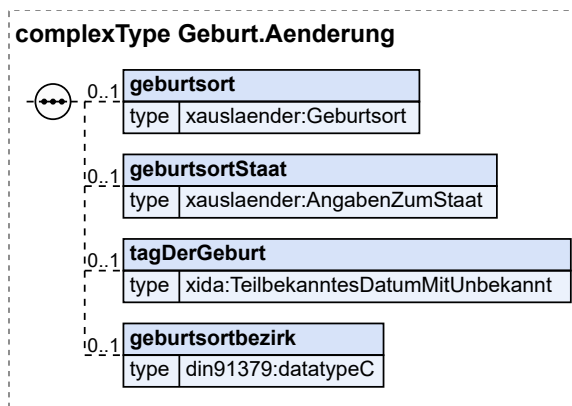 complexType Geburt.Aenderung
0..1 geburtsort
type xauslaender:Geburtsort
0..1 geburtsortStaat
type xauslaender:AngabenZumStaat
0..1 tagDerGeburt
type xida:TeilbekanntesDatumMitUnbekannt
0..1 geburtsortbezirk
type din91379:datatypeC